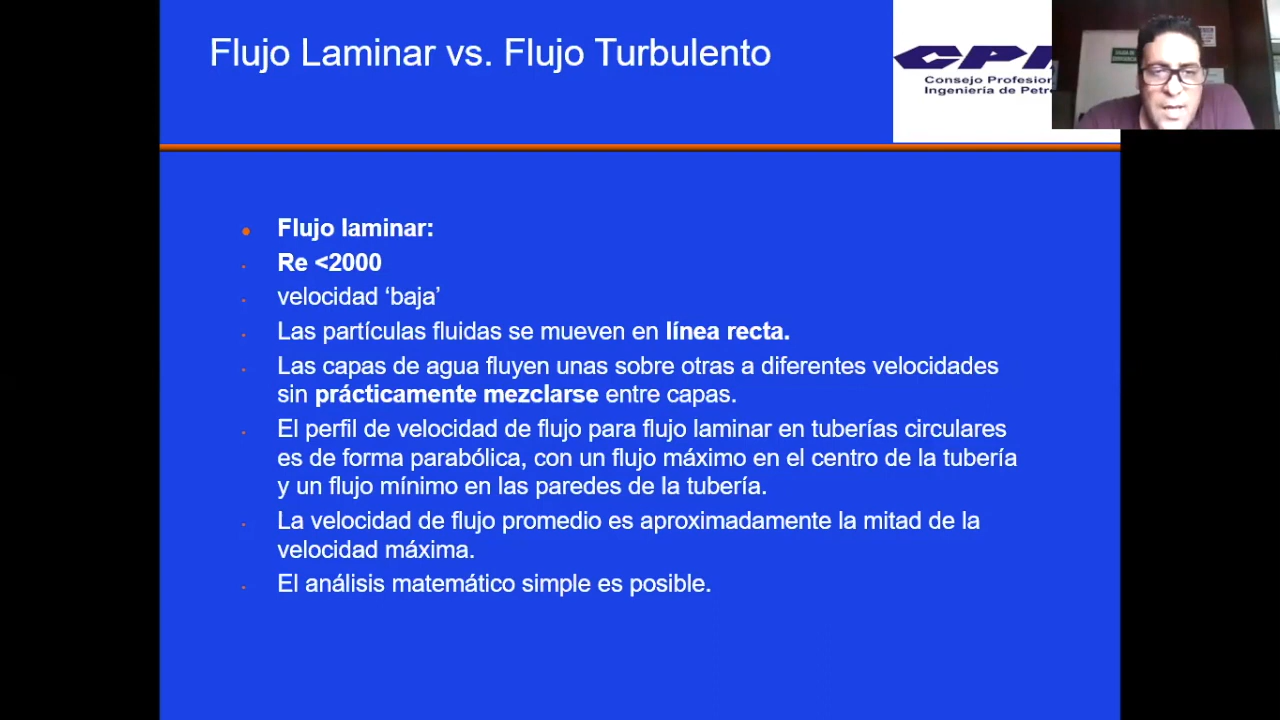 Flujo Laminar vs. Flujo Turbulento
Consejo
Ingeniería de
Flujo laminar:
Re <2000
velocidad ‘baja’
Las partículas fluidas se mueven en línea recta.
Las capas de agua fluyen unas sobre otras a diferentes velocidades
sin prácticamente mezclarse entre capas.
El perfil de velocidad de flujo para flujo laminar en tuberías circulares
es de forma parabólica, con un flujo máximo en el centro de la tubería
y un flujo mínimo en las paredes de la tubería.
La velocidad de flujo promedio es aproximadamente la mitad de la
velocidad máxima.
El análisis matemático simple es posible.